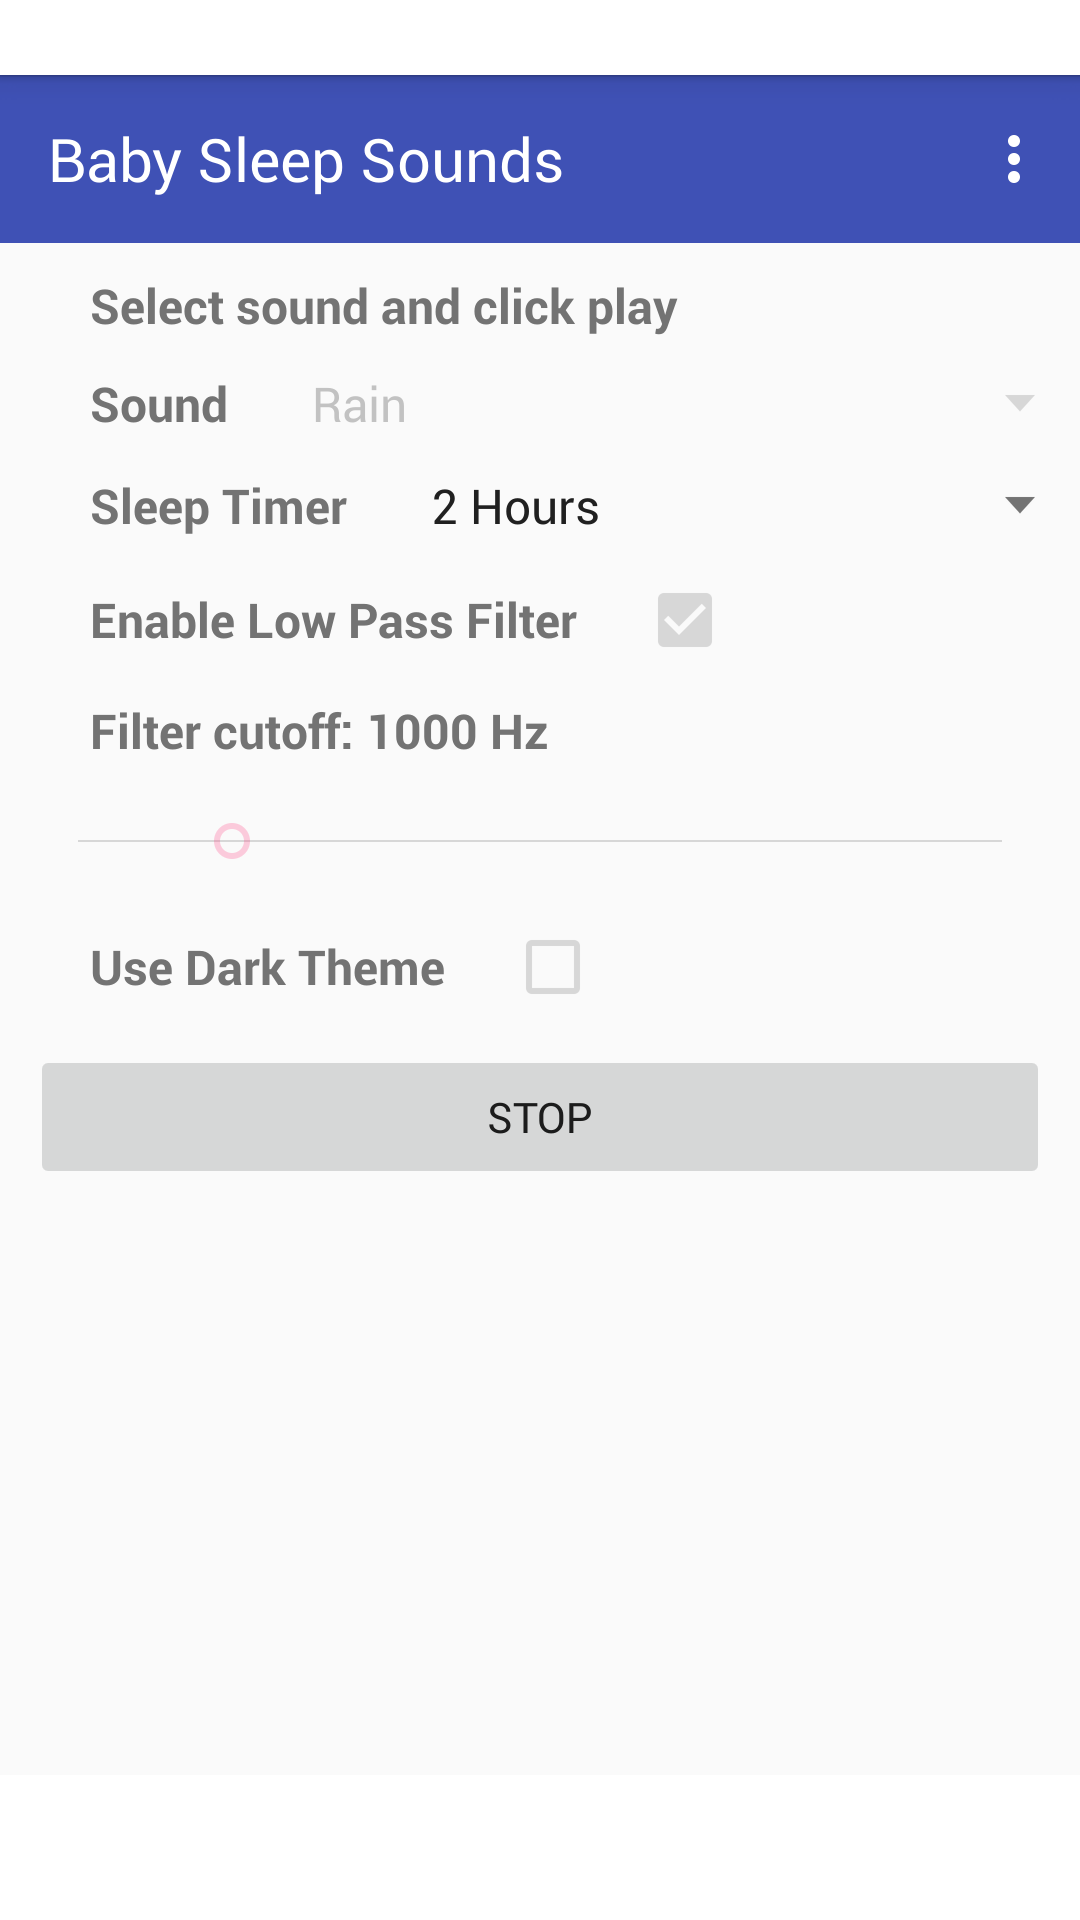 Baby Sleep Sounds
Select sound and click play
Sound Rain
Sleep Timer 2 Hours
Enable Low Pass Filter
Filter cutoff: 1000 Hz
Use Dark Theme
STOP